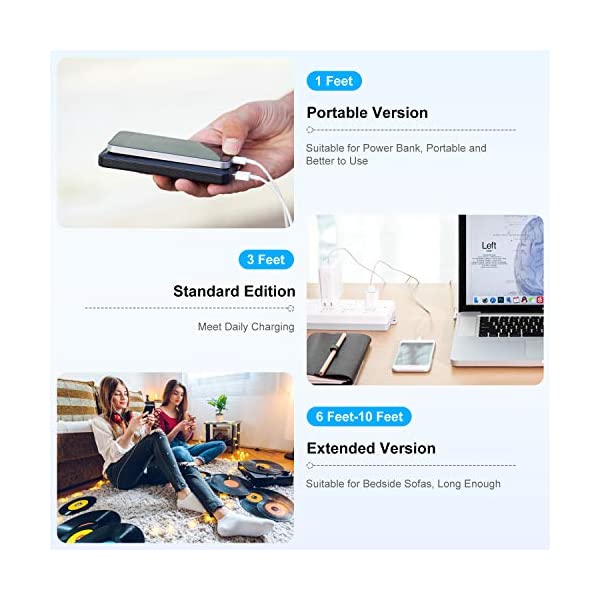 1 Feet
Portable Version
Suitable for Power Bank, Portable and
Better to Use
3 Feet
Standard Edition
Meet Daily Charging
Left
6 Feet-10 Feet
Extended Version
Suitable for Bedside Sofas, Long Enough